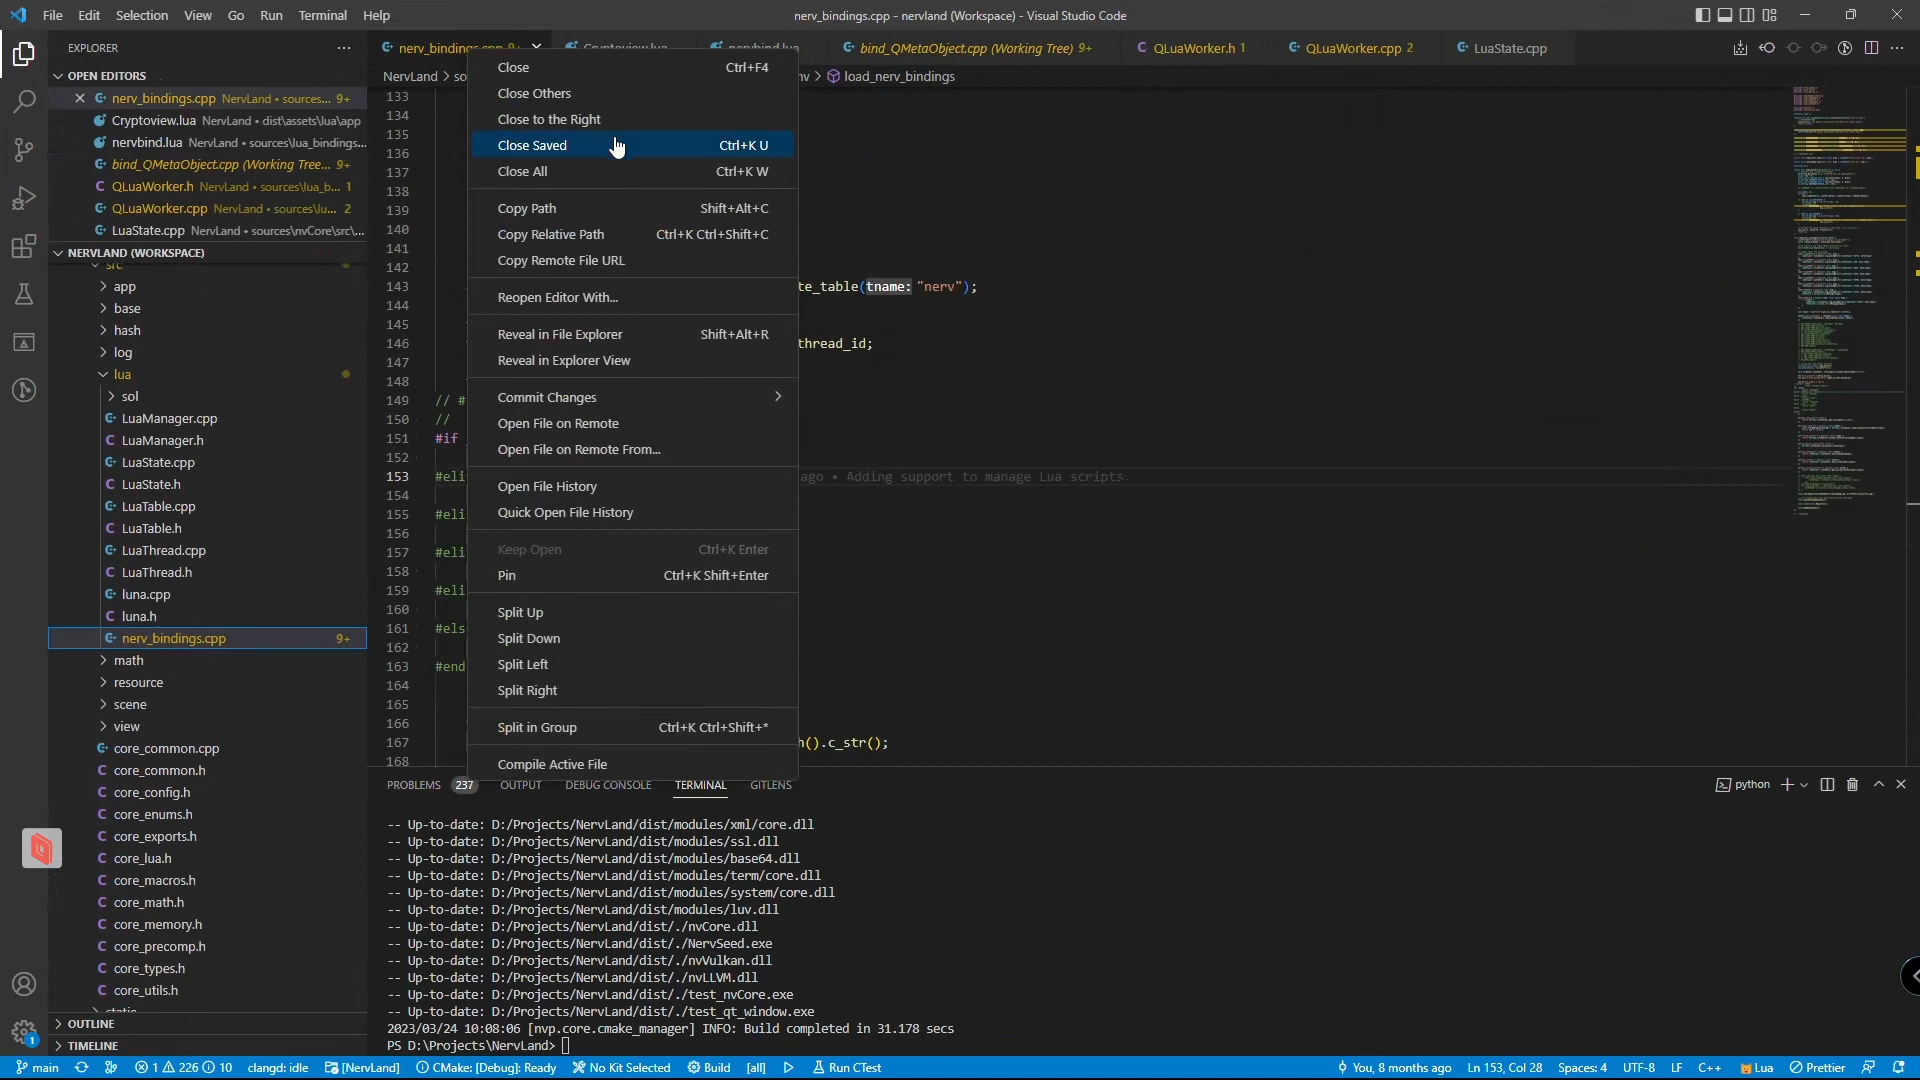 File Edit Selection View Go Run Terminal Help
nerv_bindings.cpp - nervland (Workspace) - Visual Studio Code
EXPLORER
nerv_bindings.cpp 9+
bind_QMetaObject.cpp (Working Tree) 9+
QLuaWorker.h 1
QLuaWorker.cpp 2
LuaState.cpp
OPEN EDITORS
NervLand > so
load_nerv_bindings
nerv_bindings.cpp NervLand • sources... 9+
Cryptoview.lua NervLand • dist\assets\lua\app
nervbind.lua NervLand • sources\lua_bindings...
bind_QMetaObject.cpp (Working Tree... 9+
QLuaWorker.h NervLand • sources\lua_b... 1
QLuaWorker.cpp NervLand • sources\lu... 2
LuaState.cpp NervLand • sources\nvCore\src\...
NERVLAND (WORKSPACE)
src
app
base
hash
log
lua
sol
LuaManager.cpp
LuaManager.h
LuaState.cpp
LuaState.h
LuaTable.cpp
LuaTable.h
LuaThread.cpp
LuaThread.h
luna.cpp
luna.h
nerv_bindings.cpp 9+
math
resource
scene
view
core_common.cpp
core_common.h
core_config.h
core_enums.h
core_exports.h
core_lua.h
core_macros.h
core_math.h
core_memory.h
core_precomp.h
core_types.h
core_utils.h
static
OUTLINE
TIMELINE
Close Ctrl+F4
Close Others
Close to the Right
Close Saved Ctrl+K U
Close All Ctrl+K W
Copy Path Shift+Alt+C
Copy Relative Path Ctrl+K Ctrl+Shift+C
Copy Remote File URL
Reopen Editor With...
Reveal in File Explorer Shift+Alt+R
Reveal in Explorer View
Commit Changes
Open File on Remote
Open File on Remote From...
Open File History
Quick Open File History
Keep Open Ctrl+K Enter
Pin Ctrl+K Shift+Enter
Split Up
Split Down
Split Left
Split Right
Split in Group Ctrl+K Ctrl+Shift+*
Compile Active File
133
134
135
136
137
138
139
140
141
142
143 te_table(tname: "nerv");
144
145
146 thread_id;
147
148
149 // #
150 //
151 #if
152
153 #eli ago • Adding support to manage Lua scripts.
154
155 #eli
156
157 #eli
158
159 #eli
160
161 #els
162
163 #end
164
165
166
167 h().c_str();
168
PROBLEMS 237 OUTPUT DEBUG CONSOLE TERMINAL GITLENS
python
-- Up-to-date: D:/Projects/NervLand/dist/modules/xml/core.dll
-- Up-to-date: D:/Projects/NervLand/dist/modules/ssl.dll
-- Up-to-date: D:/Projects/NervLand/dist/modules/base64.dll
-- Up-to-date: D:/Projects/NervLand/dist/modules/term/core.dll
-- Up-to-date: D:/Projects/NervLand/dist/modules/system/core.dll
-- Up-to-date: D:/Projects/NervLand/dist/modules/luv.dll
-- Up-to-date: D:/Projects/NervLand/dist/./nvCore.dll
-- Up-to-date: D:/Projects/NervLand/dist/./NervSeed.exe
-- Up-to-date: D:/Projects/NervLand/dist/./nvVulkan.dll
-- Up-to-date: D:/Projects/NervLand/dist/./nvLLVM.dll
-- Up-to-date: D:/Projects/NervLand/dist/./test_nvCore.exe
-- Up-to-date: D:/Projects/NervLand/dist/./test_qt_window.exe
2023/03/24 10:08:06 [nvp.core.cmake_manager] INFO: Build completed in 31.178 secs
PS D:\Projects\NervLand>
1
main 1 226 10 clangd: idle [NervLand] CMake: [Debug]: Ready No Kit Selected Build [all] Run CTest
You, 8 months ago Ln 153, Col 28 Spaces: 4 UTF-8 LF C++ Lua Prettier